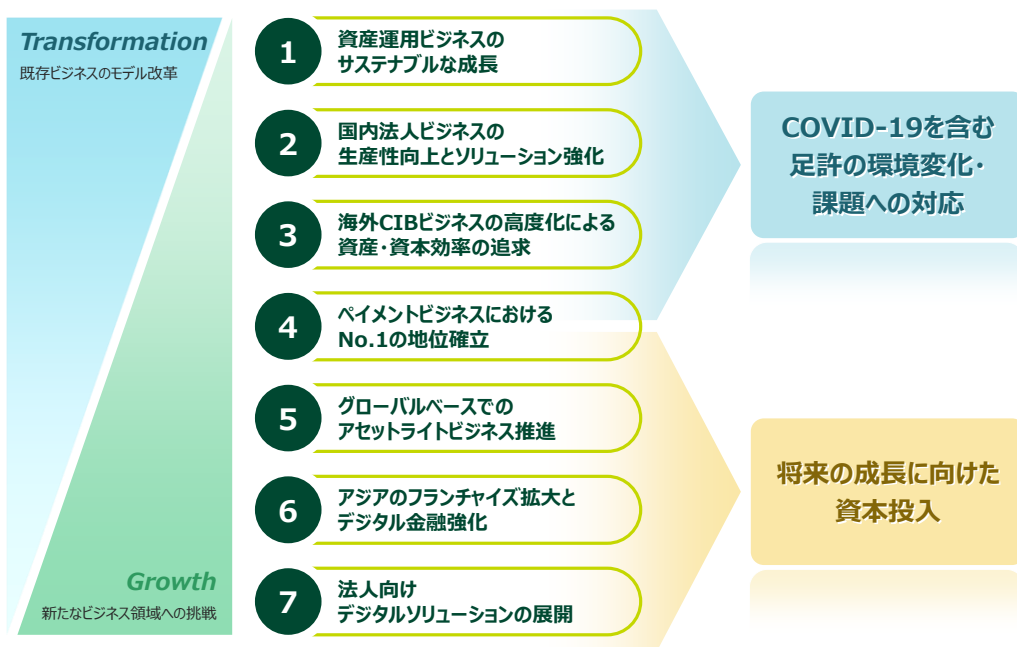 Transformation
既存ビジネスのモデル改革
1
資産運用ビジネスの
サステナブルな成長
2
国内法人ビジネスの
生産性向上とソリューション強化
3
海外CIBビジネスの高度化による
資産・資本効率の追求
4
ペイメントビジネスにおける
No.1の地位確立
5
グローバルベースでの
アセットライトビジネス推進
6
アジアのフランチャイズ拡大と
デジタル金融強化
7
法人向け
デジタルソリューションの展開
Growth
新たなビジネス領域への挑戦
COVID-19を含む
足許の環境変化・
課題への対応
将来の成長に向けた
資本投入